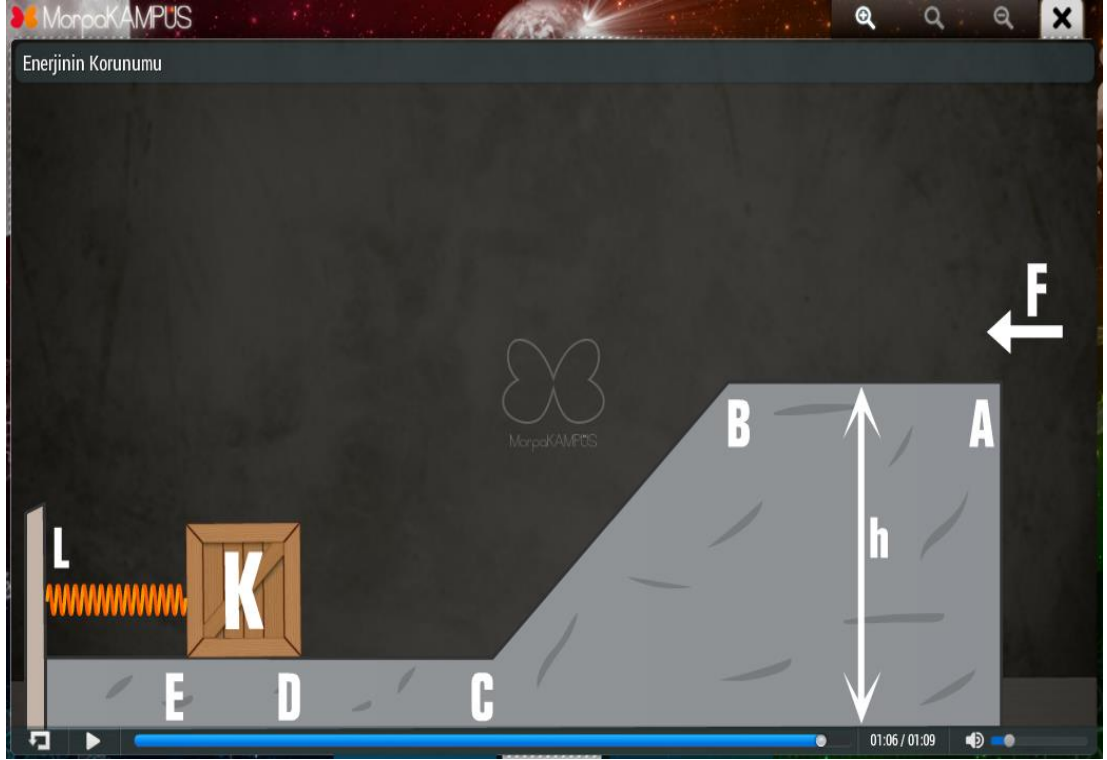 MorpaKAMPÜS
Enerjinin Korunumu
F
B
A
MorpaKAMPÜS
h
L
K
E
D
C
01:06 / 01:09